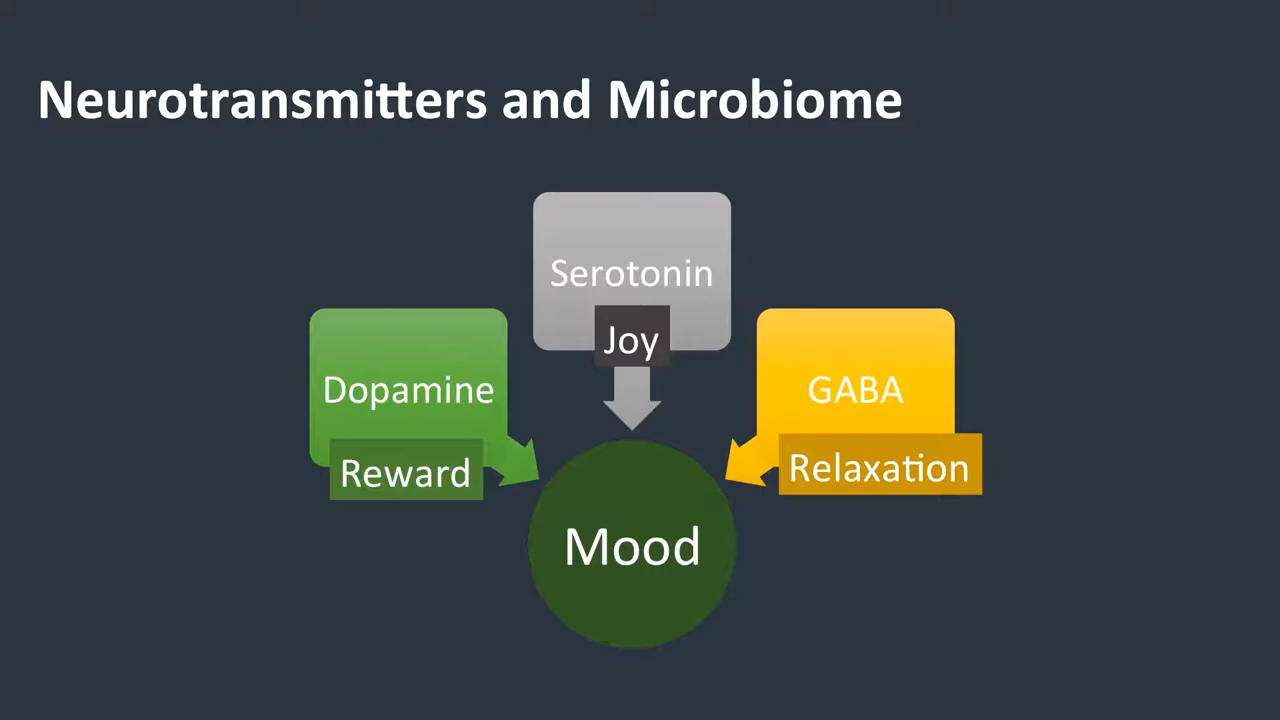 Neurotransmitters and Microbiome
Serotonin
Joy
Dopamine
Reward
GABA
Relaxation
Mood